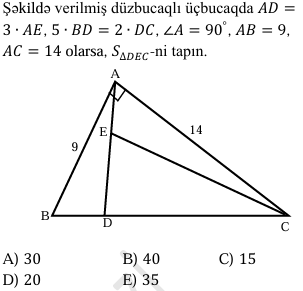 Şəkildə verilmiş düzbucaqlı üçbucaqda AD =
3 · AE, 5 · BD = 2 · DC, ∠A = 90°, AB = 9,
AC = 14 olarsa, S△DEC-ni tapın.
A
E
14
9
B
D
C
A) 30 B) 40 C) 15
D) 20 E) 35